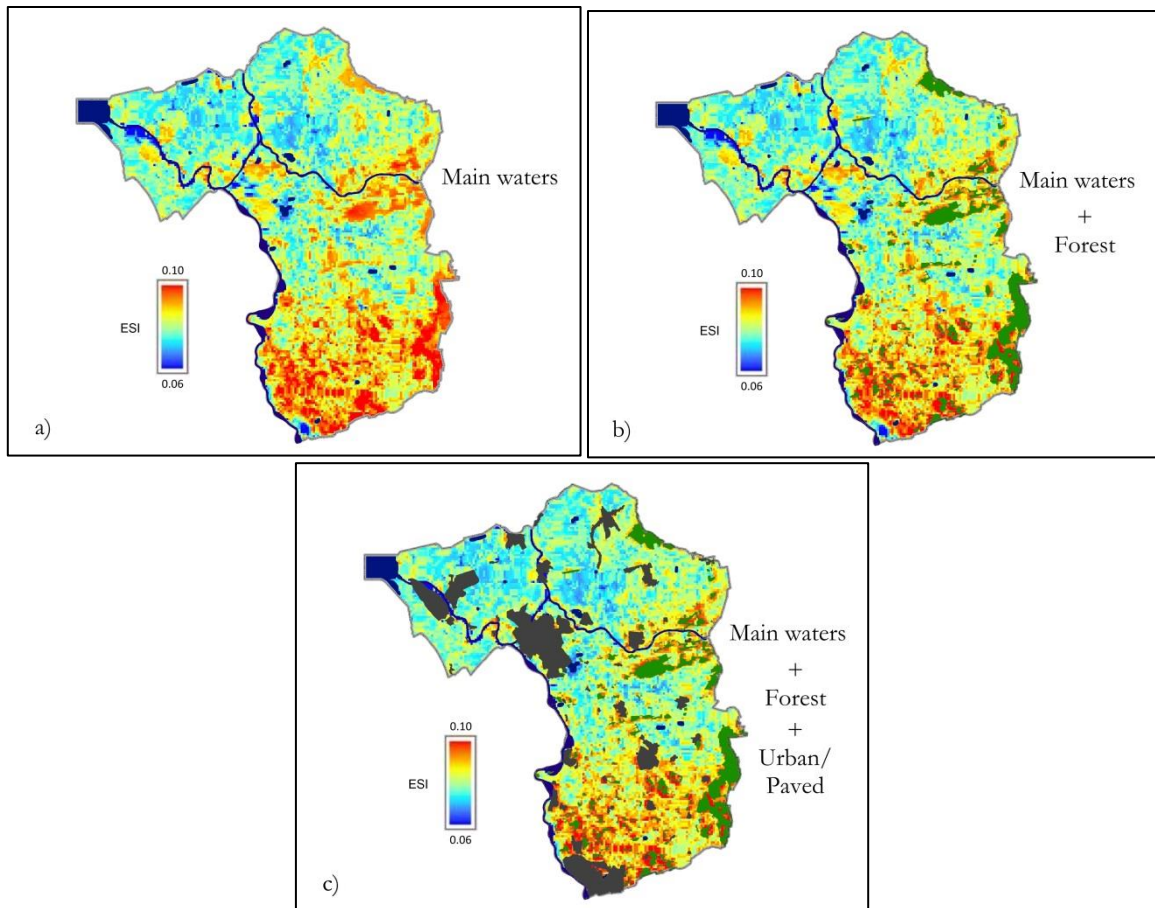 Main waters
0.10
ESI
0.06
a)
Main waters
+
Forest
0.10
ESI
0.06
b)
Main waters
+
Forest
+
Urban/
Paved
0.10
ESI
0.06
c)